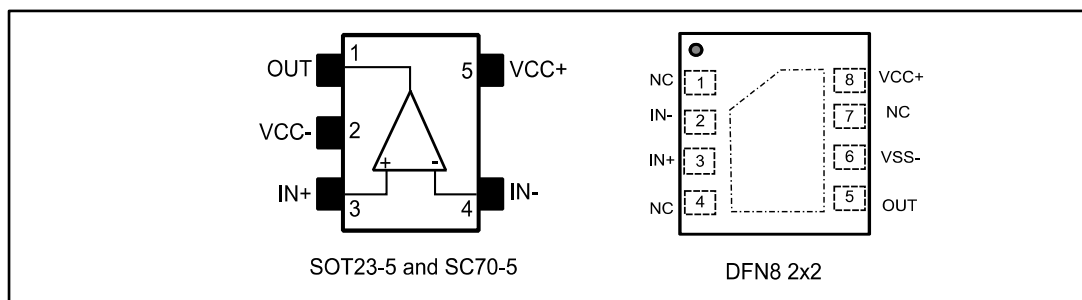 OUT
1
5
VCC+
VCC-
2
+
-
IN+
3
4
IN-
SOT23-5 and SC70-5
NC
1
8
VCC+
IN-
2
7
NC
IN+
3
6
VSS-
NC
4
5
OUT
DFN8 2x2